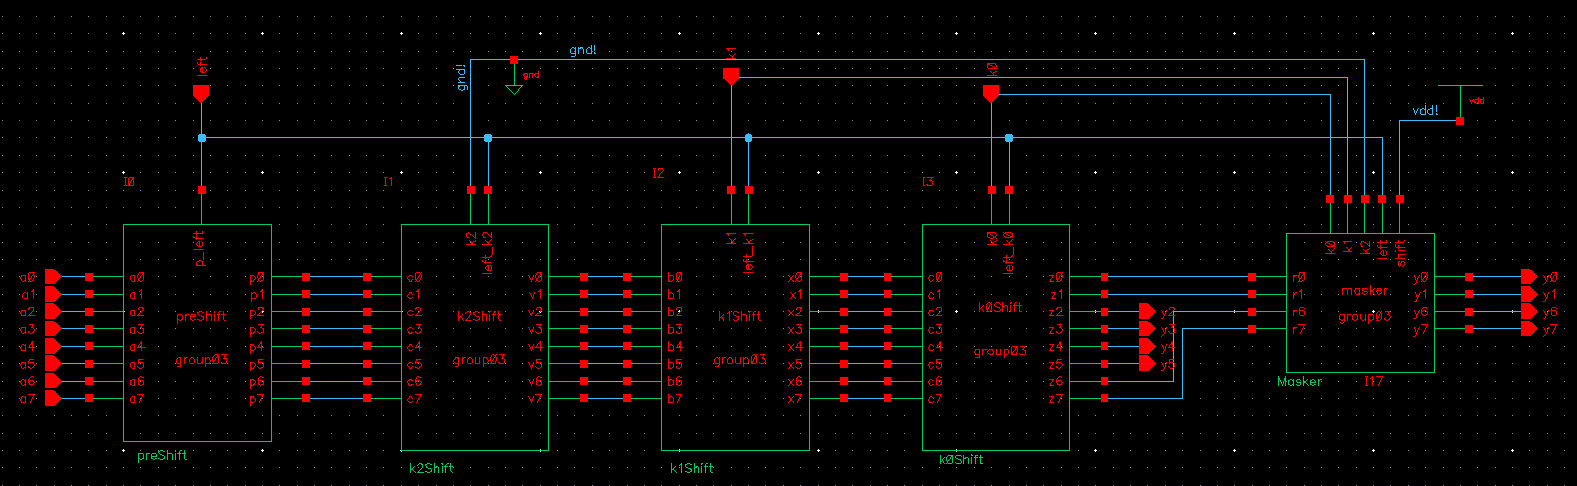 gnd!
gnd!
gnd
left
k1
k0
vdd!
vdd
I0
I1
I2
I3
p_left
k2
left_k2
k1
left_k1
k0
left_k0
k0
k1
k2
left
shift
a0 a0 p0 c0 v0 b0 x0 c0 z0 r0 y0 y0
a1 a1 p1 c1 v1 b1 x1 c1 z1 r1 masker y1 y1
a2 a2 preShift p2 c2 k2Shift v2 b2 k1Shift x2 c2 k0Shift z2 y2 r6 group03 y6 y6
a3 a3 p3 c3 v3 b3 x3 c3 z3 y3 r7 y7 y7
a4 a4 p4 c4 v4 b4 x4 c4 group03 z4 y4
a5 a5 group03 p5 c5 group03 v5 b5 group03 x5 c5 z5 y5
a6 a6 p6 c6 v6 b6 x6 c6 z6 Masker I17
a7 a7 p7 c7 v7 b7 x7 c7 z7
preShift
k2Shift
k1Shift
k0Shift